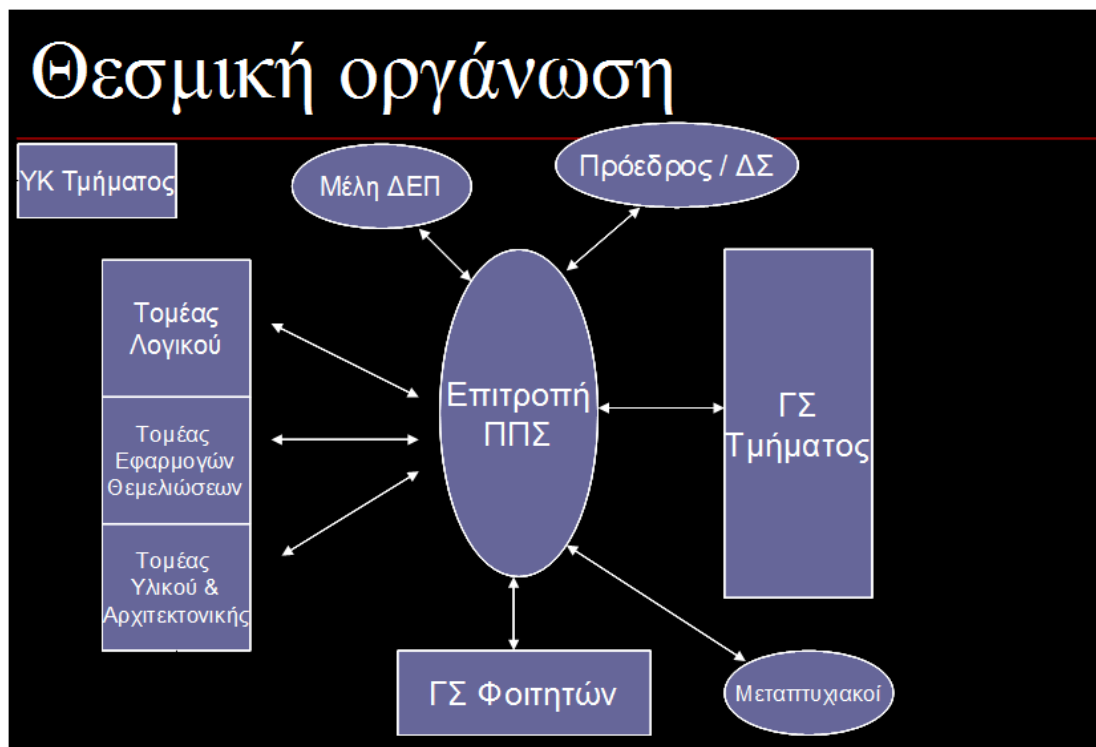 Θεσμική οργάνωση
ΥΚ Τμήματος
Μέλη ΔΕΠ
Πρόεδρος / ΔΣ
Τομέας
Λογικού
Τομέας
Εφαρμογών
Θεμελιώσεων
Τομέας
Υλικού &
Αρχιτεκτονικής
Επιτροπή
ΠΠΣ
ΓΣ
Τμήματος
ΓΣ Φοιτητών
Μεταπτυχιακοί